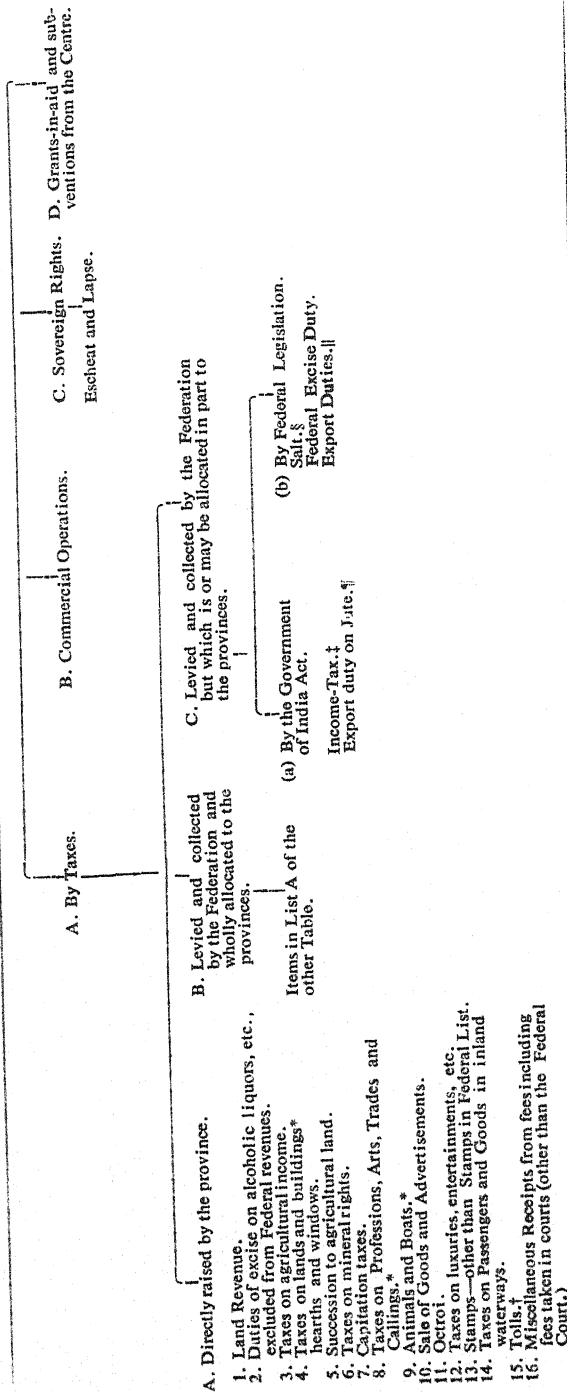 A. By Taxes.
B. Commercial Operations.
C. Sovereign Rights.
Escheat and Lapse.
D. Grants-in-aid and sub-
ventions from the Centre.
A. Directly raised by the province.
1. Land Revenue.
2. Duties of excise on alcoholic liquors, etc.,
excluded from Federal revenues.
3. Taxes on agricultural income.
4. Taxes on lands and buildings*
hearths and windows.
5. Succession to agricultural land.
6. Taxes on mineral rights.
7. Capitation taxes.
8. Taxes on Professions, Arts, Trades and
Callings.*
9. Animals and Boats.*
10. Sale of Goods and Advertisements.
11. Octroi.
12. Taxes on luxuries, entertainments, etc.
13. Stamps—other than Stamps in Federal List.
14. Taxes on Passengers and Goods in inland
waterways.
15. Tolls.†
16. Miscellaneous Receipts from fees including
fees taken in courts (other than the Federal
Court.)
B. Levied and collected
by the Federation and
wholly allocated to the
provinces.
Items in List A of the
other Table.
C. Levied and collected by the Federation
but which is or may be allocated in part to
the provinces.
(a) By the Government
of India Act.
Income-Tax.‡
Export duty on Jute.¶
(b) By Federal Legislation.
Salt.§
Federal Excise Duty.
Export Duties.||